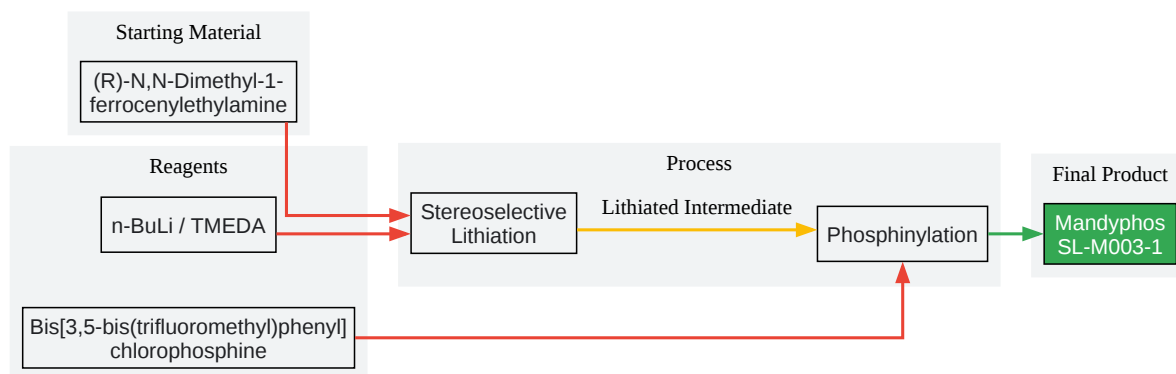 Starting Material
(R)-N,N-Dimethyl-1-
ferrocenylethylamine
Reagents
n-BuLi / TMEDA
Bis[3,5-bis(trifluoromethyl)phenyl]
chlorophosphine
Process
Stereoselective
Lithiation
Lithiated Intermediate
Phosphinylation
Final Product
Mandyphos
SL-M003-1